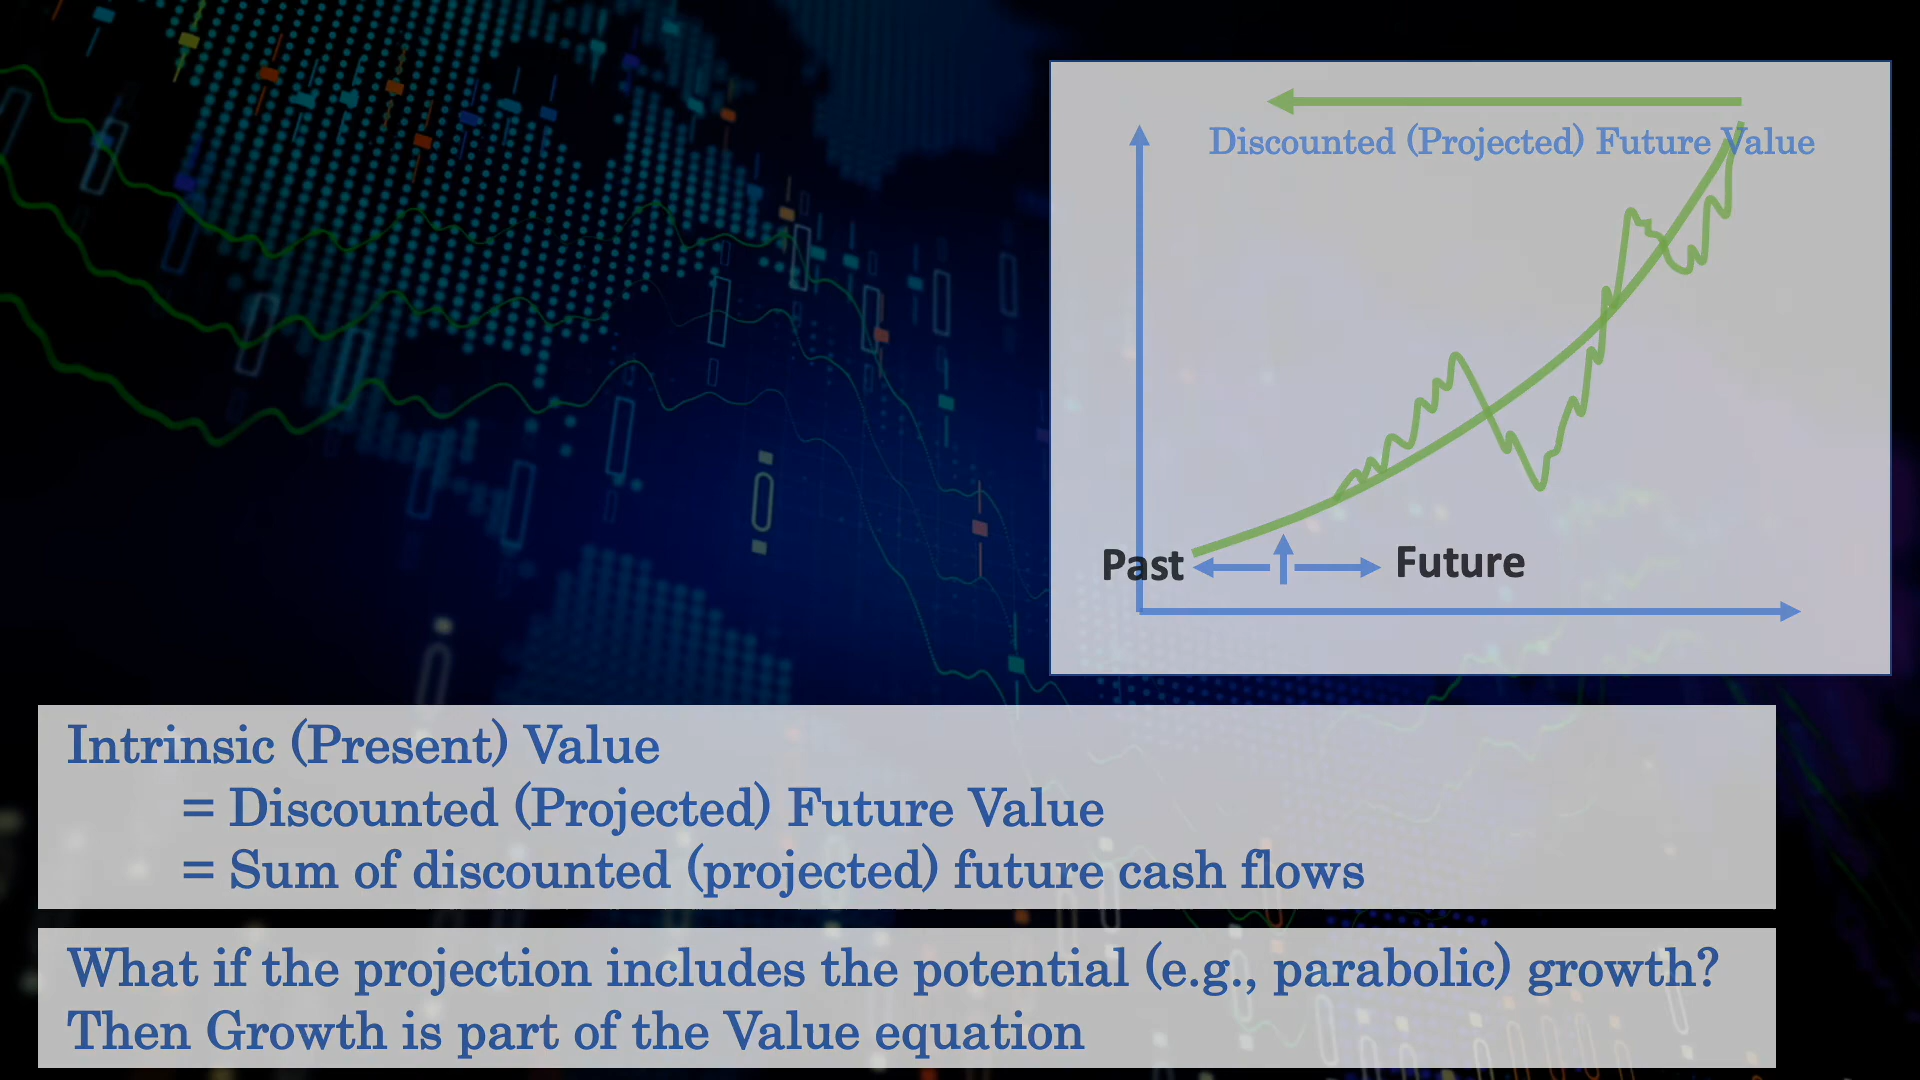 Discounted (Projected) Future Value
Past
Future
Intrinsic (Present) Value
= Discounted (Projected) Future Value
= Sum of discounted (projected) future cash flows
What if the projection includes the potential (e.g., parabolic) growth?
Then Growth is part of the Value equation